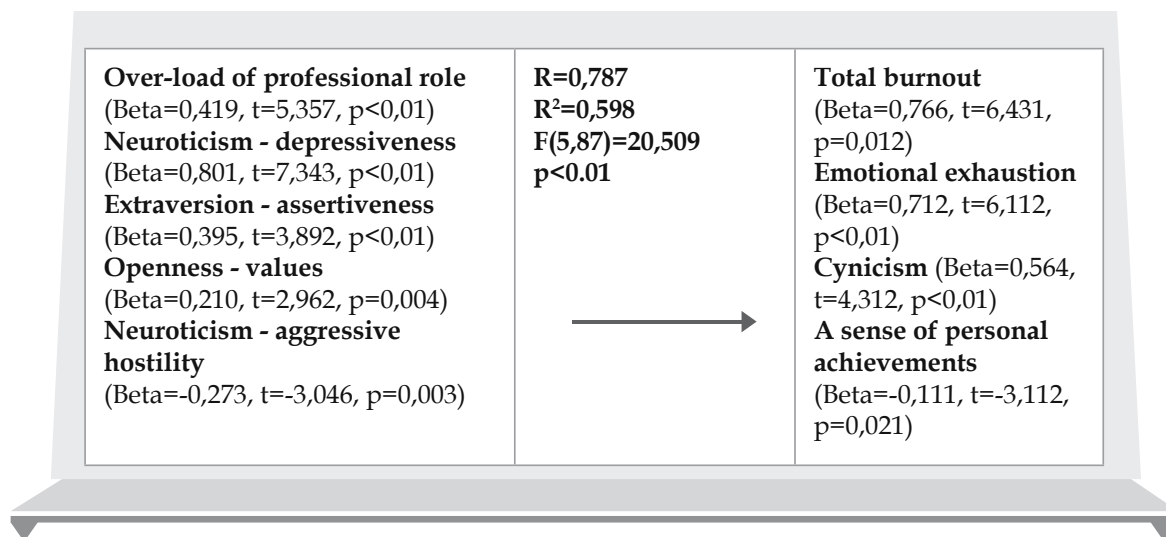 Over-load of professional role
(Beta=0,419, t=5,357, p<0,01)
Neuroticism - depressiveness
(Beta=0,801, t=7,343, p<0,01)
Extraversion - assertiveness
(Beta=0,395, t=3,892, p<0,01)
Openness - values
(Beta=0,210, t=2,962, p=0,004)
Neuroticism - aggressive
hostility
(Beta=-0,273, t=-3,046, p=0,003)
R=0,787
R²=0,598
F(5,87)=20,509
p<0.01
Total burnout
(Beta=0,766, t=6,431,
p=0,012)
Emotional exhaustion
(Beta=0,712, t=6,112,
p<0,01)
Cynicism (Beta=0,564,
t=4,312, p<0,01)
A sense of personal
achievements
(Beta=-0,111, t=-3,112,
p=0,021)